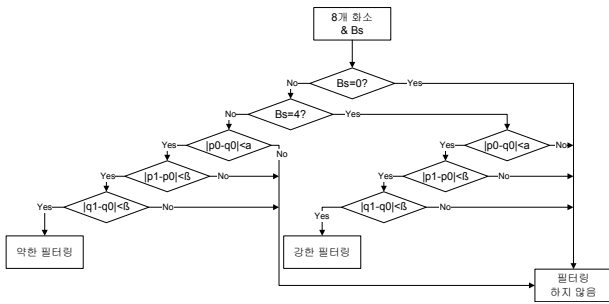 8개 화소
& Bs
No
Bs=0?
Yes
No
Bs=4?
Yes
Yes
|p0-q0|<a
No
|p0-q0|<a
No
Yes
|p1-p0|<ß
No
Yes
|p1-p0|<ß
No
Yes
|q1-q0|<ß
No
Yes
|q1-q0|<ß
No
약한 필터링
강한 필터링
필터링
하지 않음